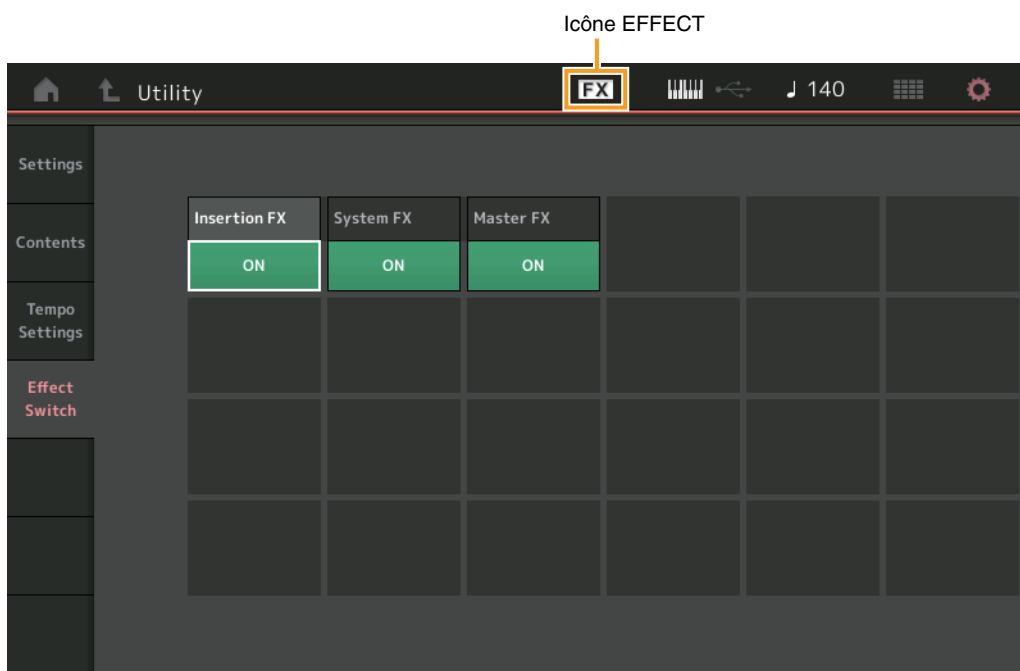 Icône EFFECT
Utility FX 140
Settings
Contents
Tempo
Settings
Effect
Switch
Insertion FX System FX Master FX
ON ON ON